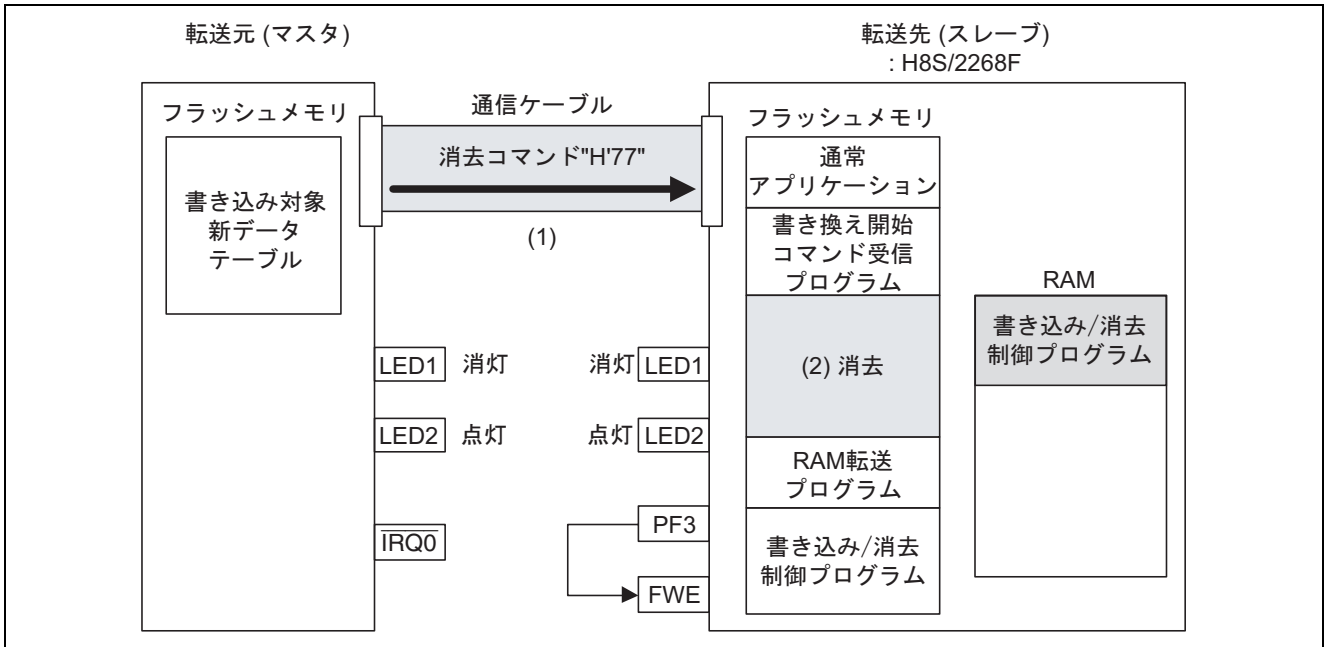 転送元 (マスタ)
転送先 (スレーブ)
: H8S/2268F
フラッシュメモリ
書き込み対象
新データ
テーブル
通信ケーブル
消去コマンド"H'77"
(1)
フラッシュメモリ
通常
アプリケーション
書き換え開始
コマンド受信
プログラム
(2) 消去
RAM転送
プログラム
書き込み/消去
制御プログラム
RAM
書き込み/消去
制御プログラム
LED1 消灯
消灯 LED1
LED2 点灯
点灯 LED2
IRQ0
PF3
FWE